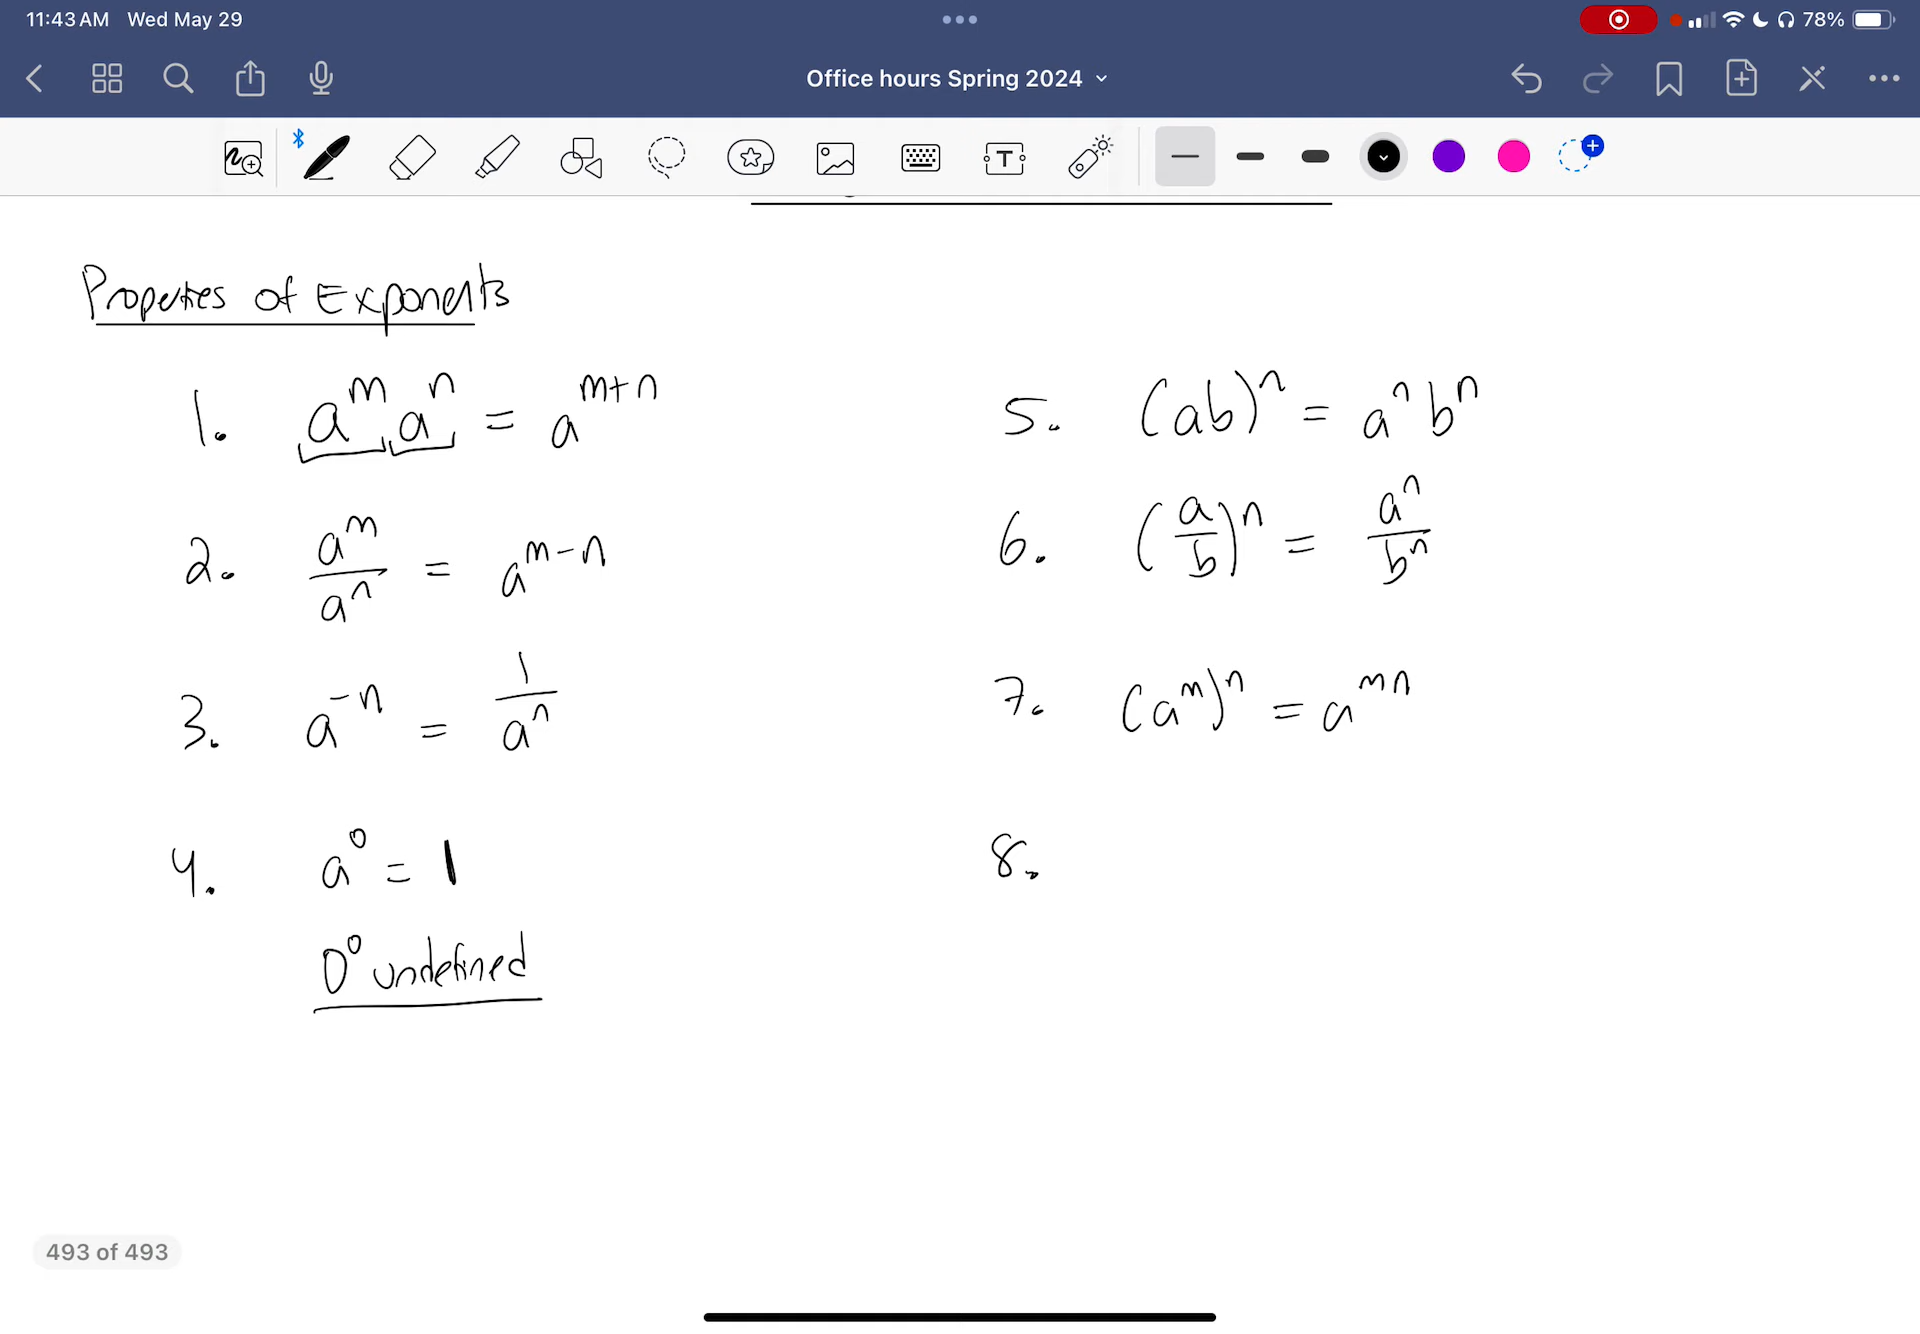 11:43 AM Wed May 29
78%
Office hours Spring 2024
T
Properties of Exponents
1. a^m a^n = a^{m+n}
2. a^m / a^n = a^{m-n}
3. a^{-n} = 1 / a^n
4. a^0 = 1
0^0 undefined
5. (ab)^n = a^n b^n
6. (a/b)^n = a^n / b^n
7. (a^m)^n = a^{mn}
8.
493 of 493